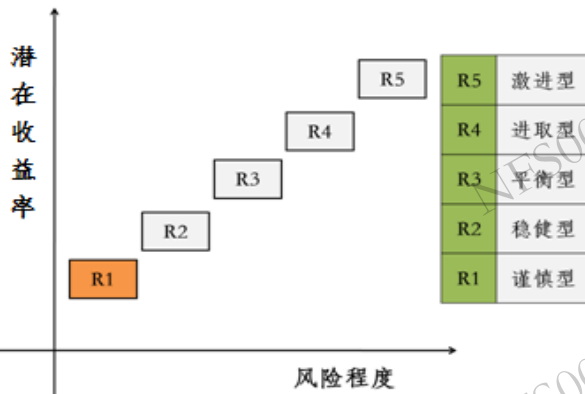 潜在收益率
R5
R4
R3
R2
R1
风险程度
R5 激进型
R4 进取型
R3 平衡型
R2 稳健型
R1 谨慎型